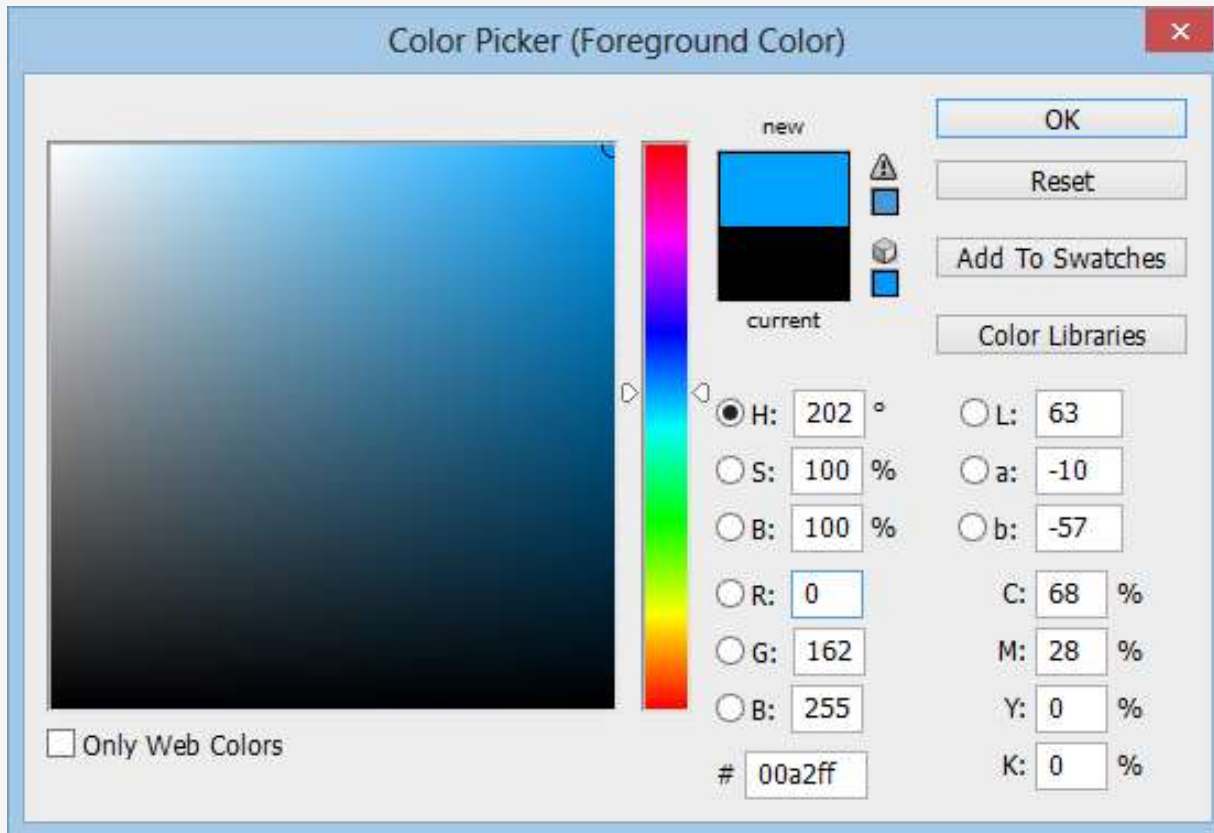 Color Picker (Foreground Color)
new
current
OK
Reset
Add To Swatches
Color Libraries
H: 202 °
S: 100 %
B: 100 %
R: 0
G: 162
B: 255
# 00a2ff
L: 63
a: -10
b: -57
C: 68 %
M: 28 %
Y: 0 %
K: 0 %
Only Web Colors